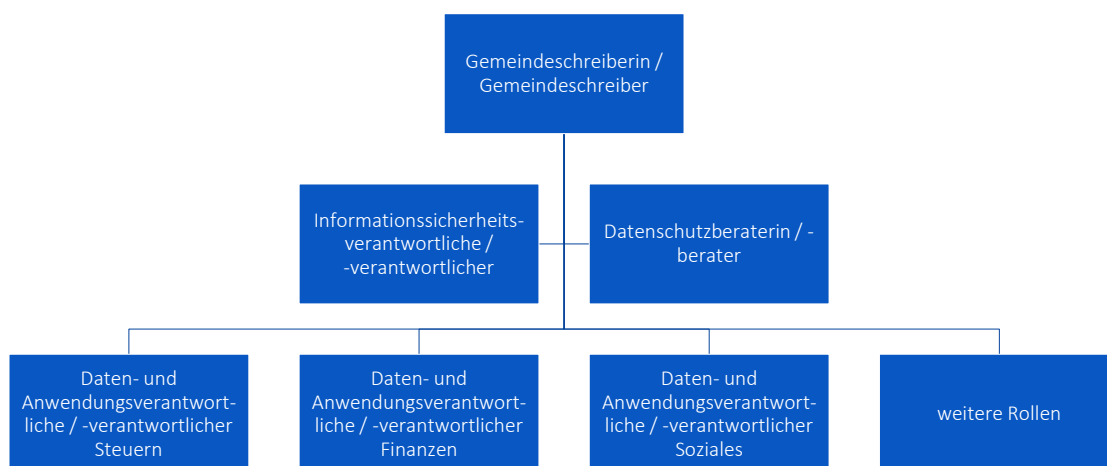 Gemeindeschreiberin /
Gemeindeschreiber
Informationssicherheits-
verantwortliche /
-verantwortlicher
Datenschutzberaterin / -
berater
Daten- und
Anwendungsverantwort-
liche / -verantwortlicher
Steuern
Daten- und
Anwendungsverantwort-
liche / -verantwortlicher
Finanzen
Daten- und
Anwendungsverantwort-
liche / -verantwortlicher
Soziales
weitere Rollen